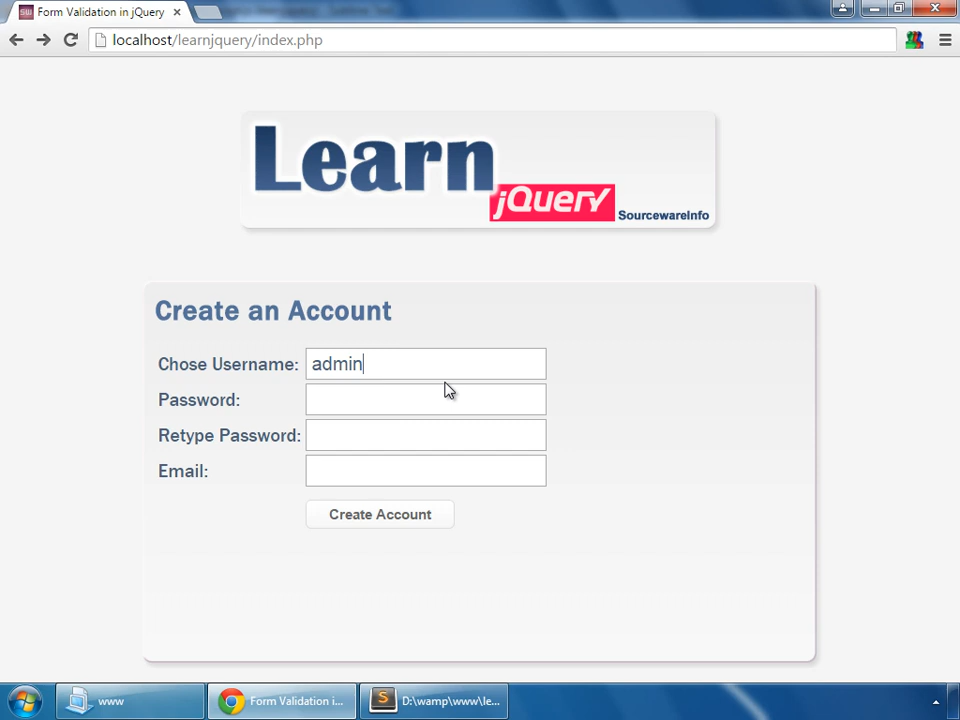 Form Validation in jQuery
localhost/learnjquery/index.php
Learn
jQuery
SourcewareInfo
Create an Account
Chose Username: admin
Password:
Retype Password:
Email:
Create Account
www
Form Validation i...
D:\wamp\www\le...